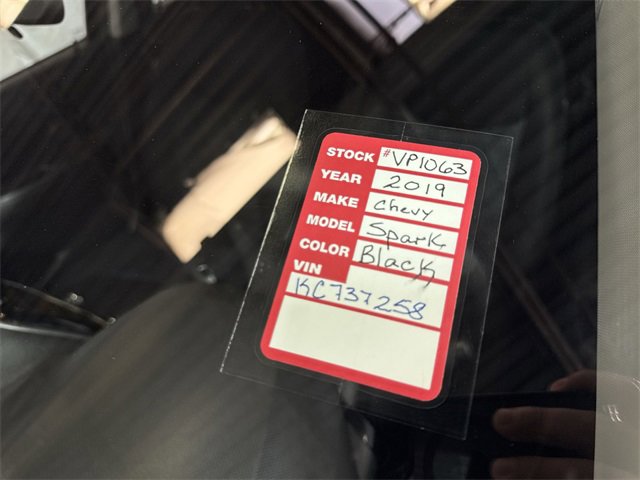 STOCK #VP1063
YEAR 2019
MAKE Chevy
MODEL Spark
COLOR Black
VIN
KC737258